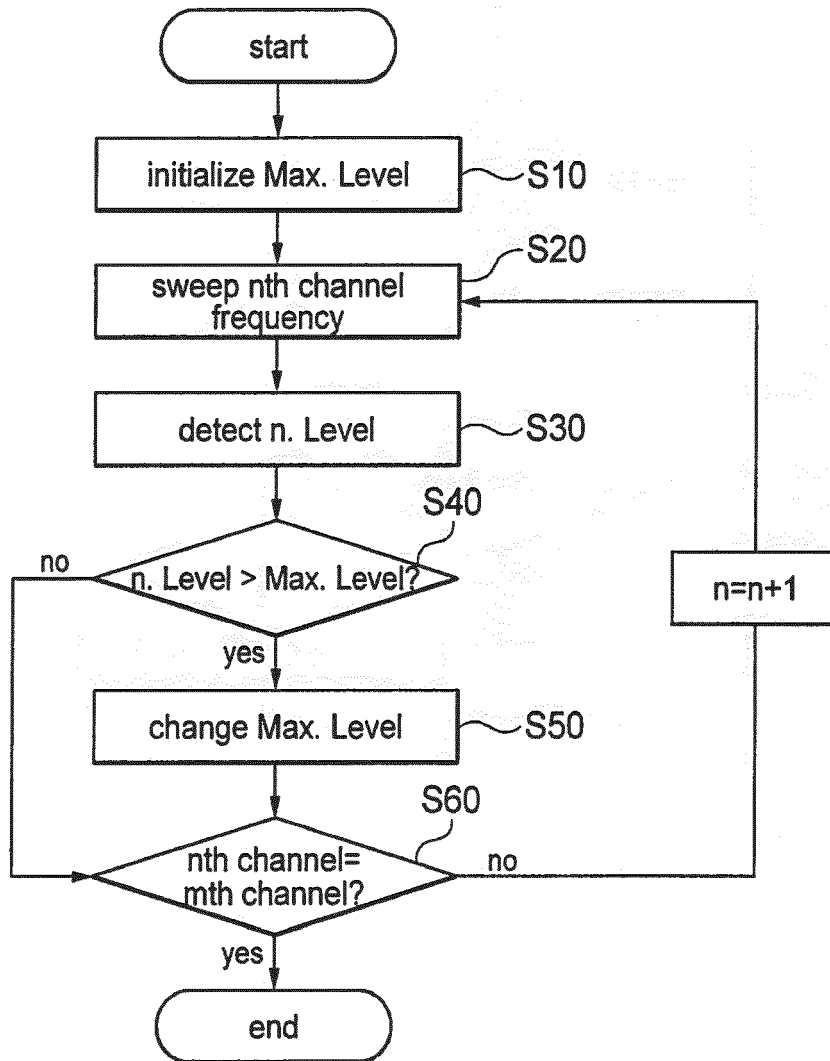 start
initialize Max. Level
S10
S20
sweep nth channel
frequency
detect n. Level
S30
S40
no
n. Level > Max. Level?
n=n+1
yes
change Max. Level
S50
S60
nth channel=
mth channel?
no
yes
end